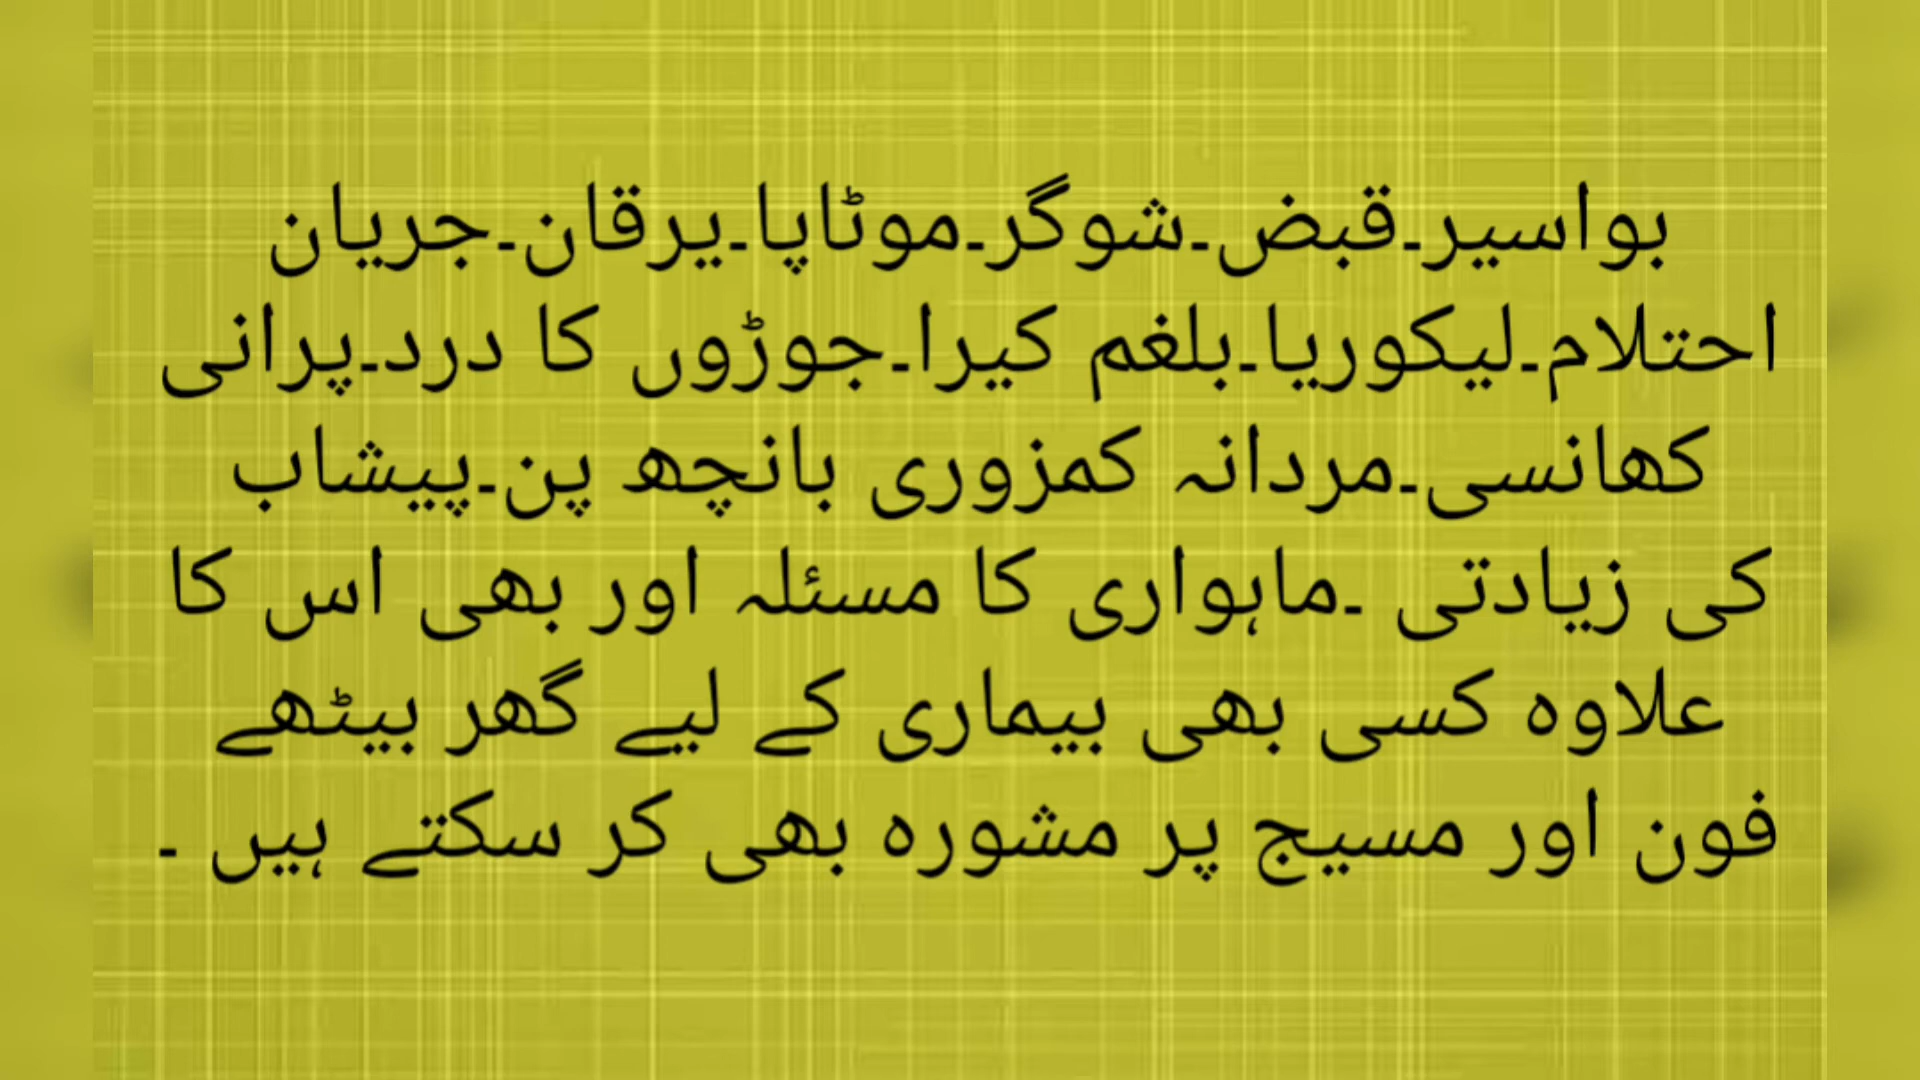 بواسیر۔قبض۔شوگر۔موٹاپا۔یرقان۔جریان
احتلام۔لیکوریا۔بلغم کیرا۔جوڑوں کا درد۔پرانی
کھانسی۔مردانہ کمزوری بانچھ پن۔پیشاب
کی زیادتی ۔ماہواری کا مسئلہ اور بھی اس کا
علاوہ کسی بھی بیماری کے لیے گھر بیٹھے
فون اور مسیج پر مشورہ بھی کر سکتے ہیں ۔